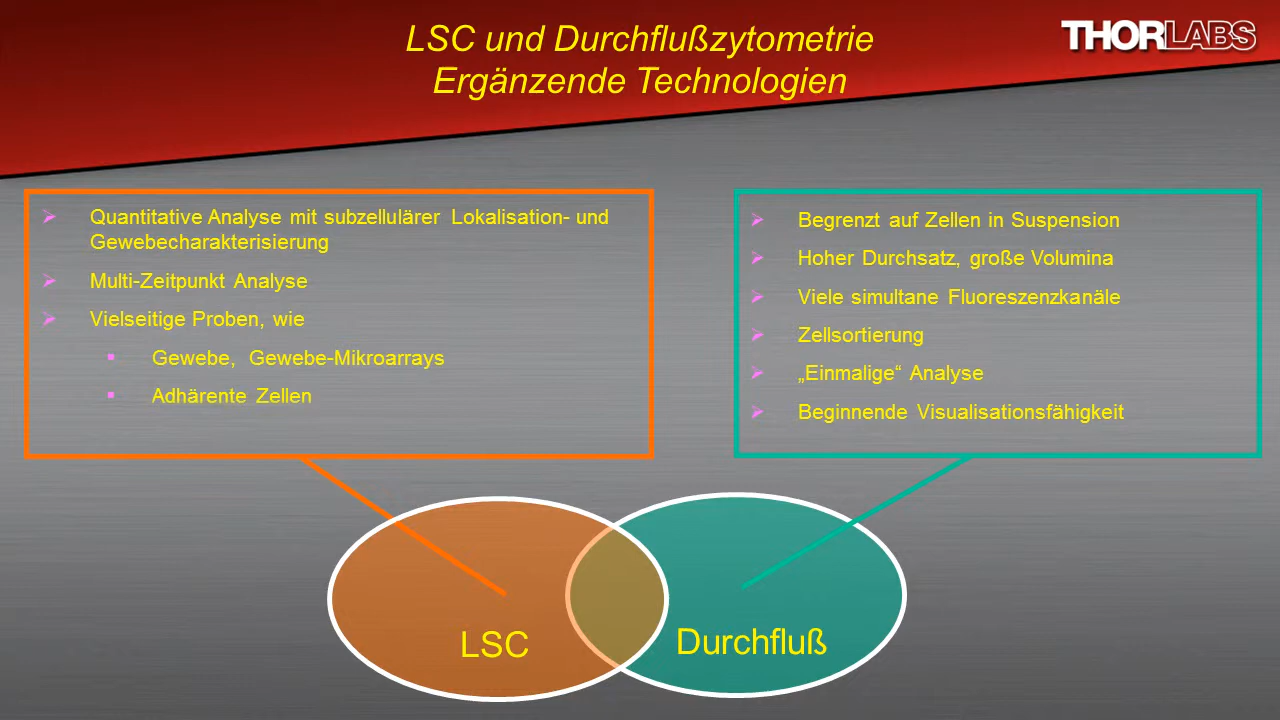 LSC und Durchflußzytometrie
Ergänzende Technologien
THORLABS
Quantitative Analyse mit subzellulärer Lokalisation- und
Gewebecharakterisierung
Multi-Zeitpunkt Analyse
Vielseitige Proben, wie
Gewebe, Gewebe-Mikroarrays
Adhärente Zellen
Begrenzt auf Zellen in Suspension
Hoher Durchsatz, große Volumina
Viele simultane Fluoreszenzkanäle
Zellsortierung
„Einmalige“ Analyse
Beginnende Visualisationsfähigkeit
LSC
Durchfluß